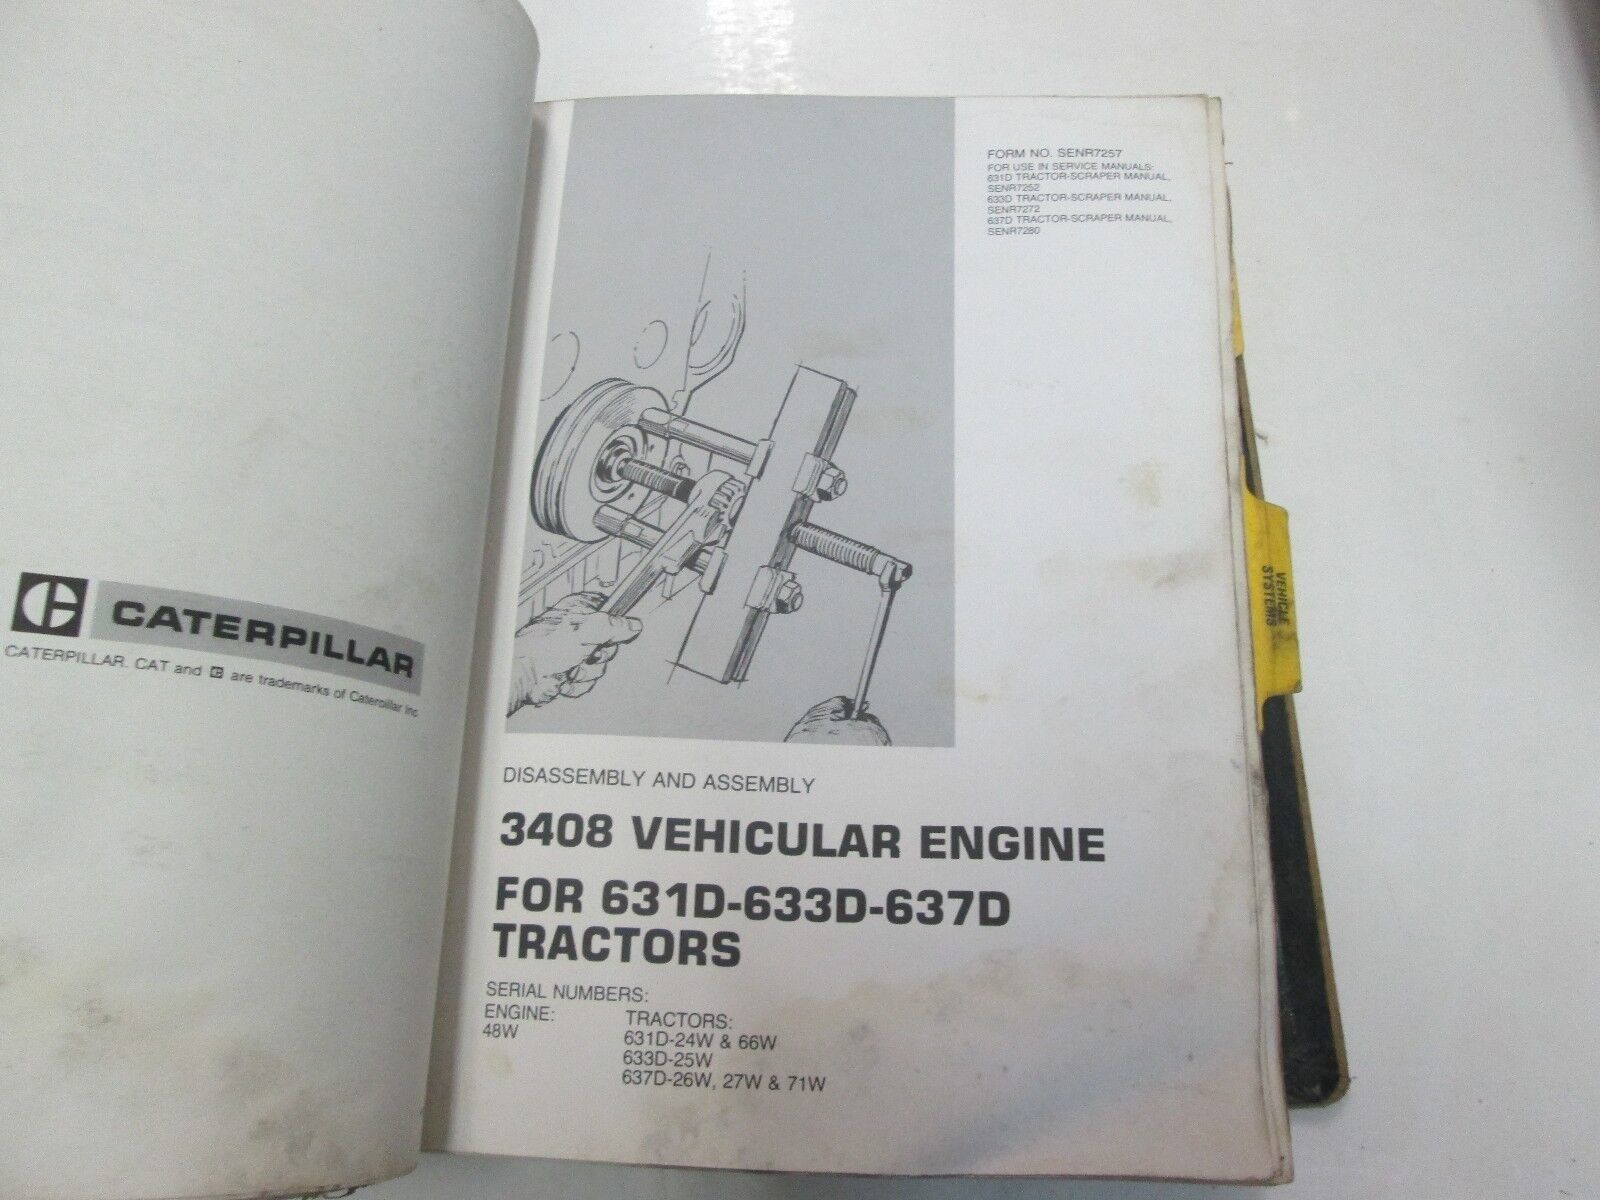 CATERPILLAR
CATERPILLAR. CAT and C are trademarks of Caterpillar Inc
FORM NO. SENR7257
FOR USE IN SERVICE MANUALS:
631D TRACTOR-SCRAPER MANUAL,
SENR7252
633D TRACTOR-SCRAPER MANUAL,
SENR7272
637D TRACTOR-SCRAPER MANUAL,
SENR7280
DISASSEMBLY AND ASSEMBLY
3408 VEHICULAR ENGINE
FOR 631D-633D-637D
TRACTORS
SERIAL NUMBERS:
ENGINE: TRACTORS:
48W 631D-24W & 66W
633D-25W
637D-26W, 27W & 71W
VEHICLE
SYSTEMS